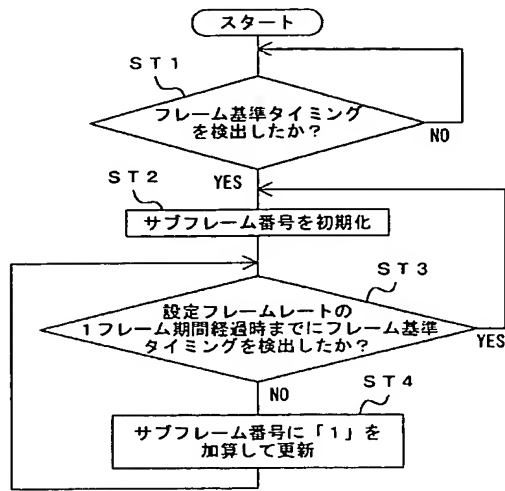 スタート
ST1
フレーム基準タイミング
を検出したか?
NO
YES
ST2
サブフレーム番号を初期化
ST3
設定フレームレートの
1フレーム期間経過時までにフレーム基準
タイミングを検出したか?
YES
NO
ST4
サブフレーム番号に「1」を
加算して更新